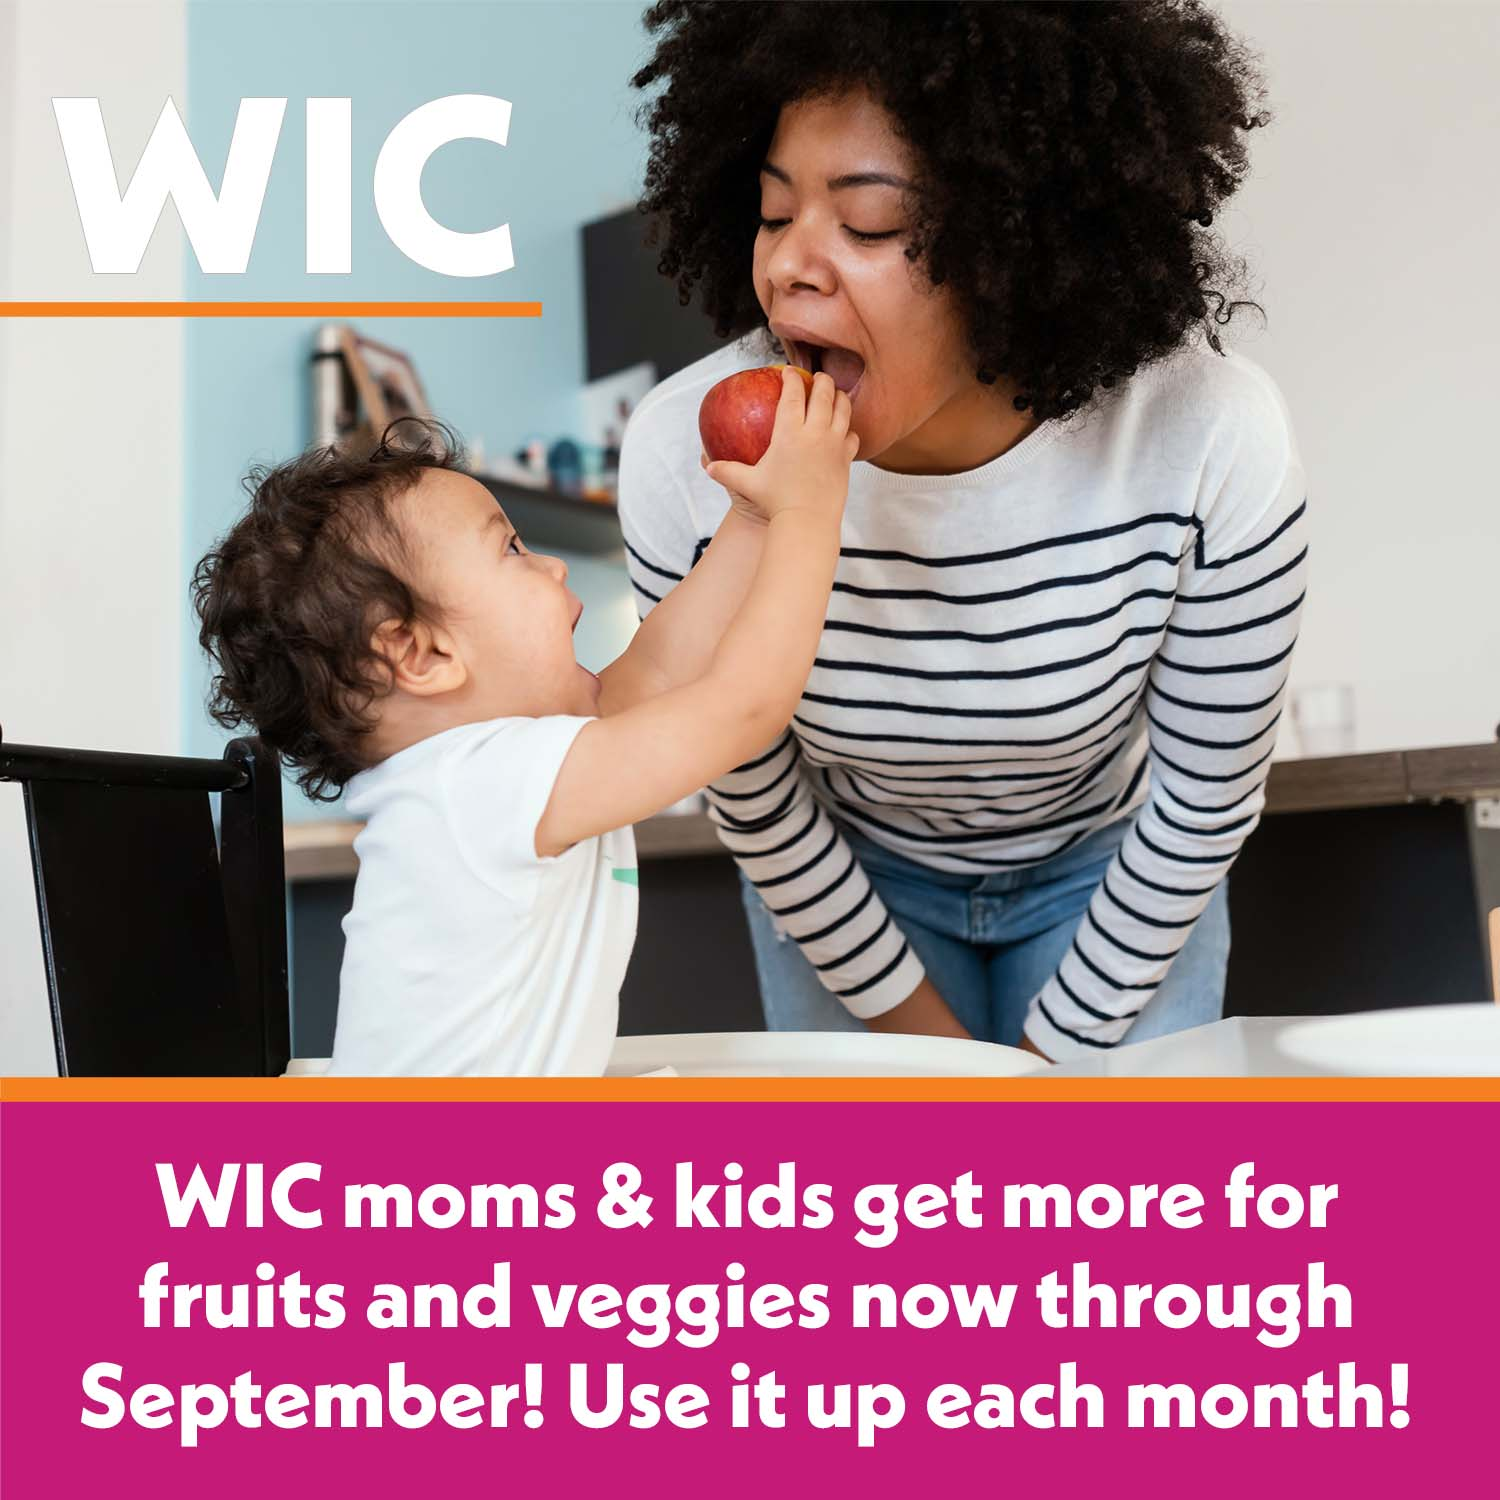 WIC
WIC moms & kids get more for
fruits and veggies now through
September! Use it up each month!